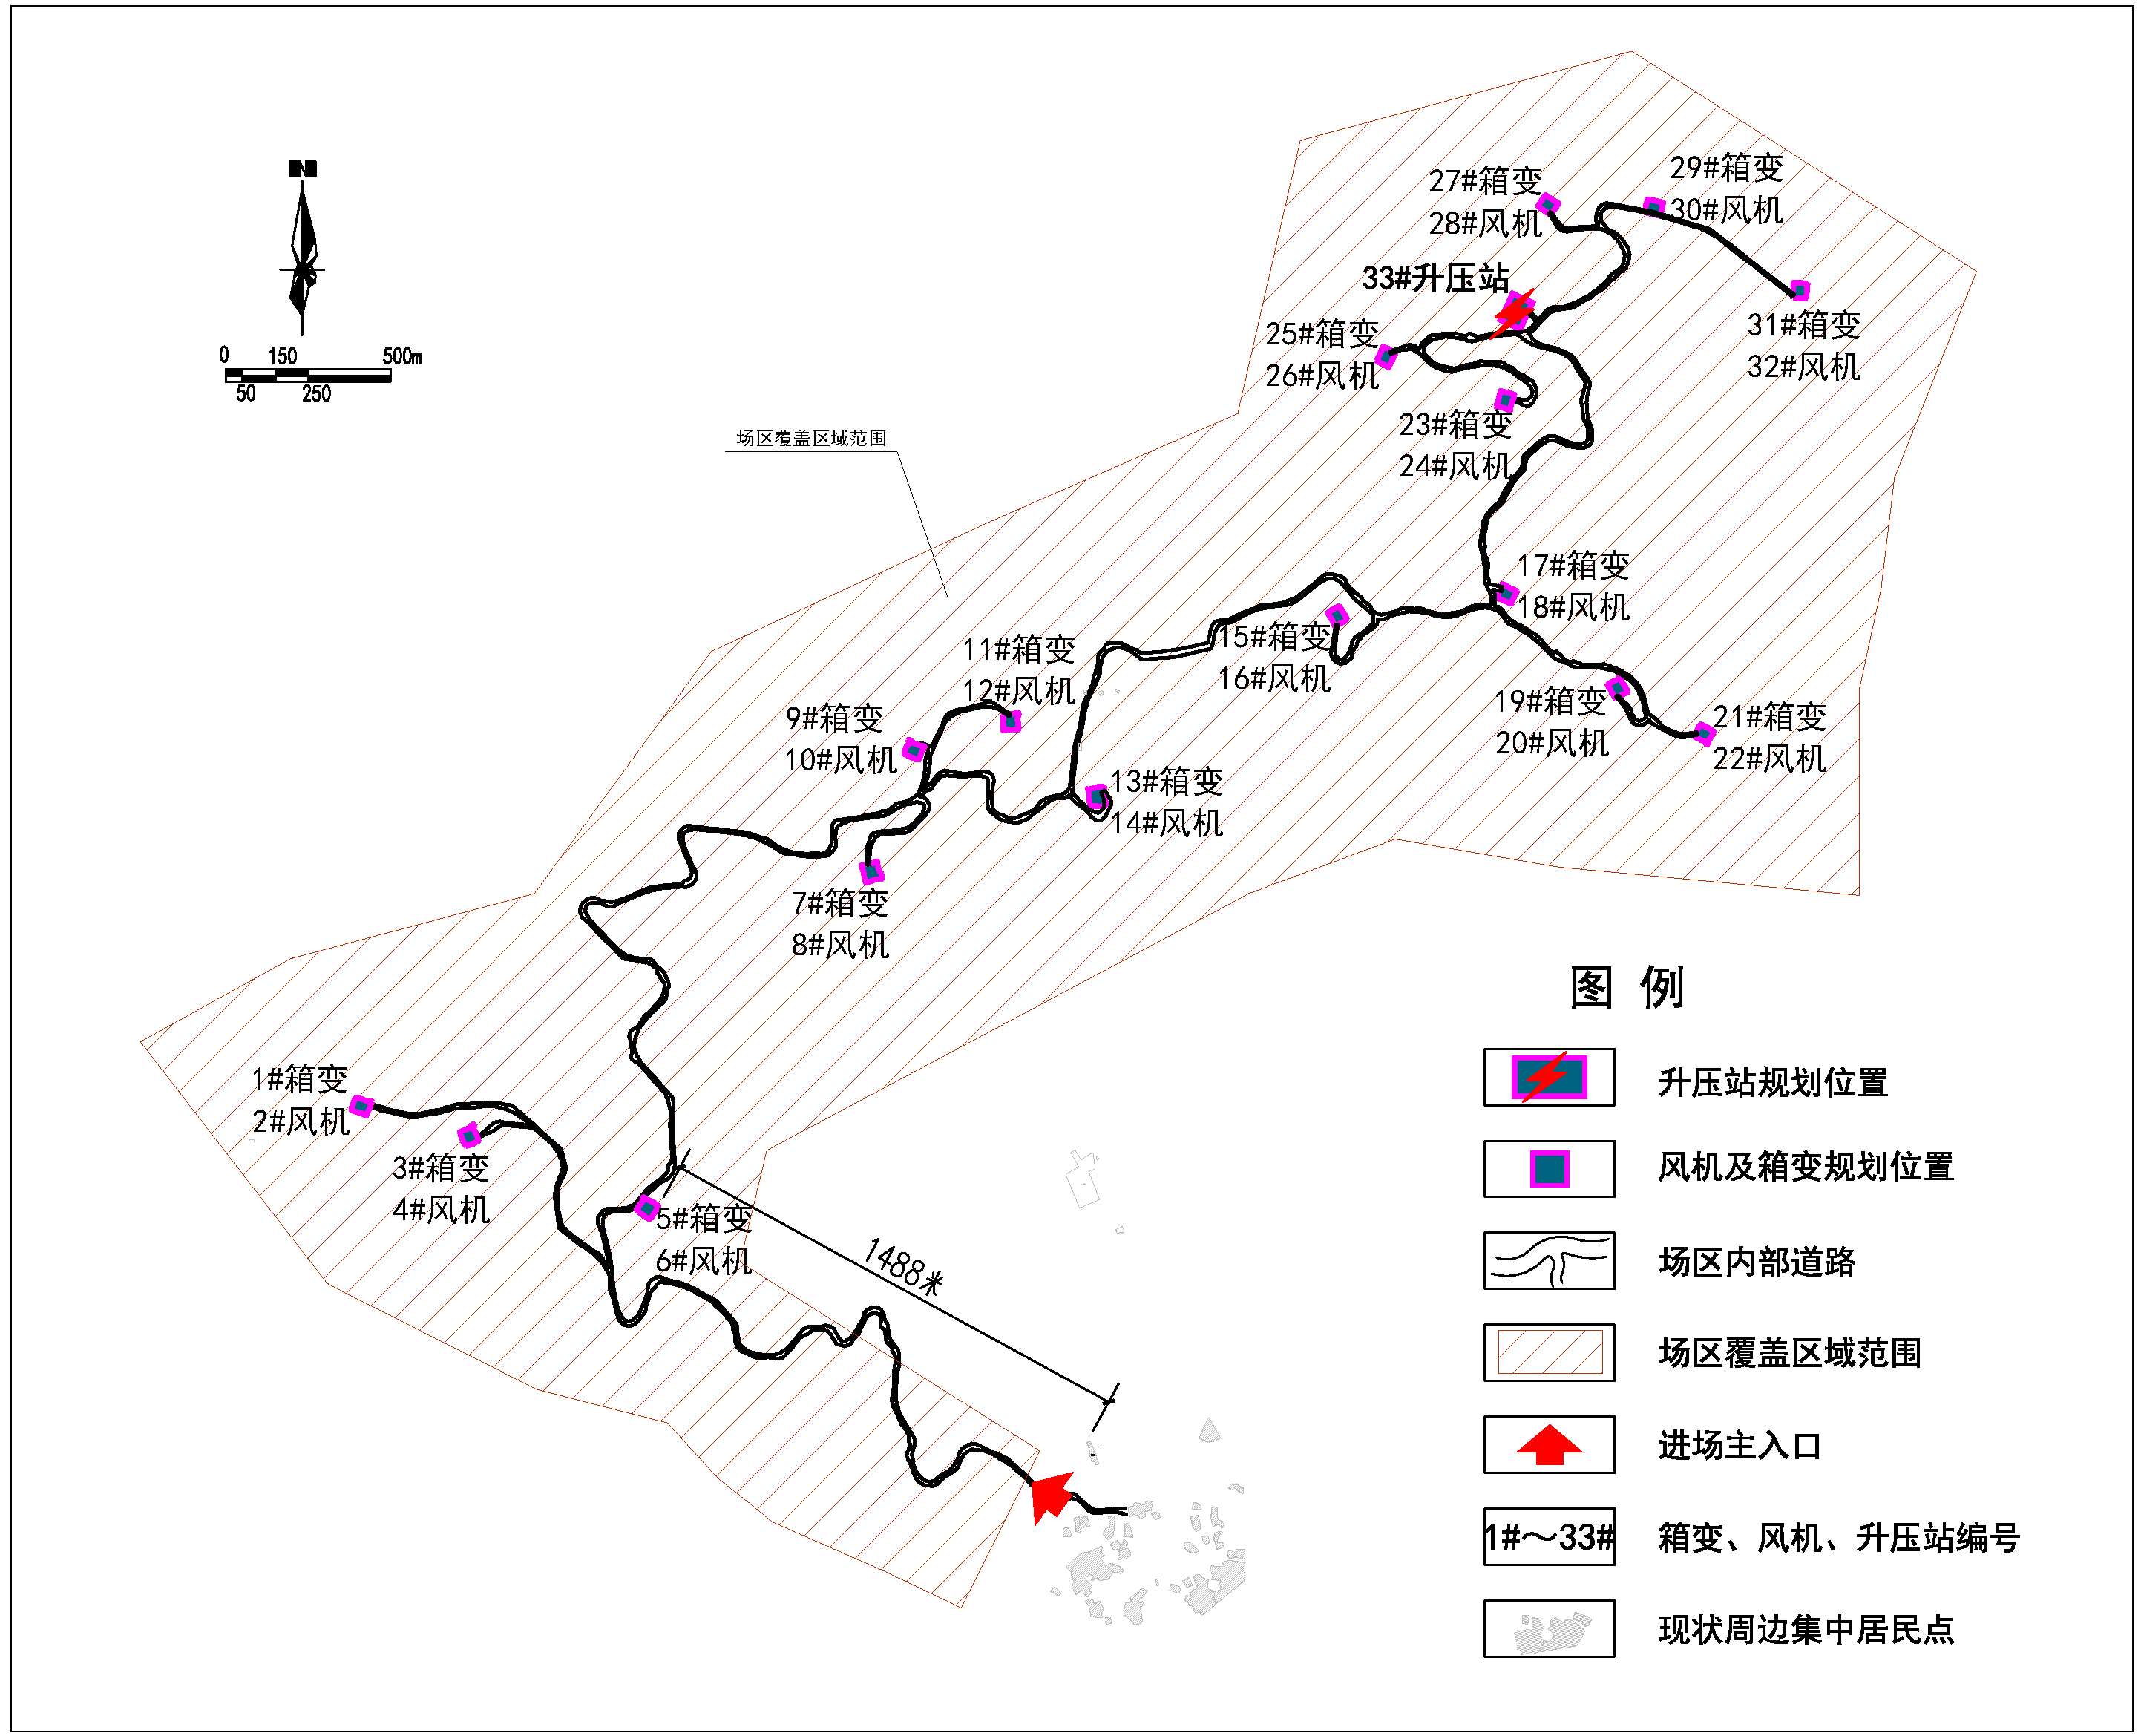 N
0 150 500m
50 250
场区覆盖区域范围
27#箱变
28#风机
29#箱变
30#风机
33#升压站
25#箱变
26#风机
31#箱变
32#风机
23#箱变
24#风机
17#箱变
18#风机
11#箱变
12#风机
15#箱变
16#风机
9#箱变
10#风机
19#箱变
20#风机
21#箱变
22#风机
13#箱变
14#风机
7#箱变
8#风机
1#箱变
2#风机
3#箱变
4#风机
5#箱变
6#风机
1488米
图 例
升压站规划位置
风机及箱变规划位置
场区内部道路
场区覆盖区域范围
进场主入口
1#～33# 箱变、风机、升压站编号
现状周边集中居民点